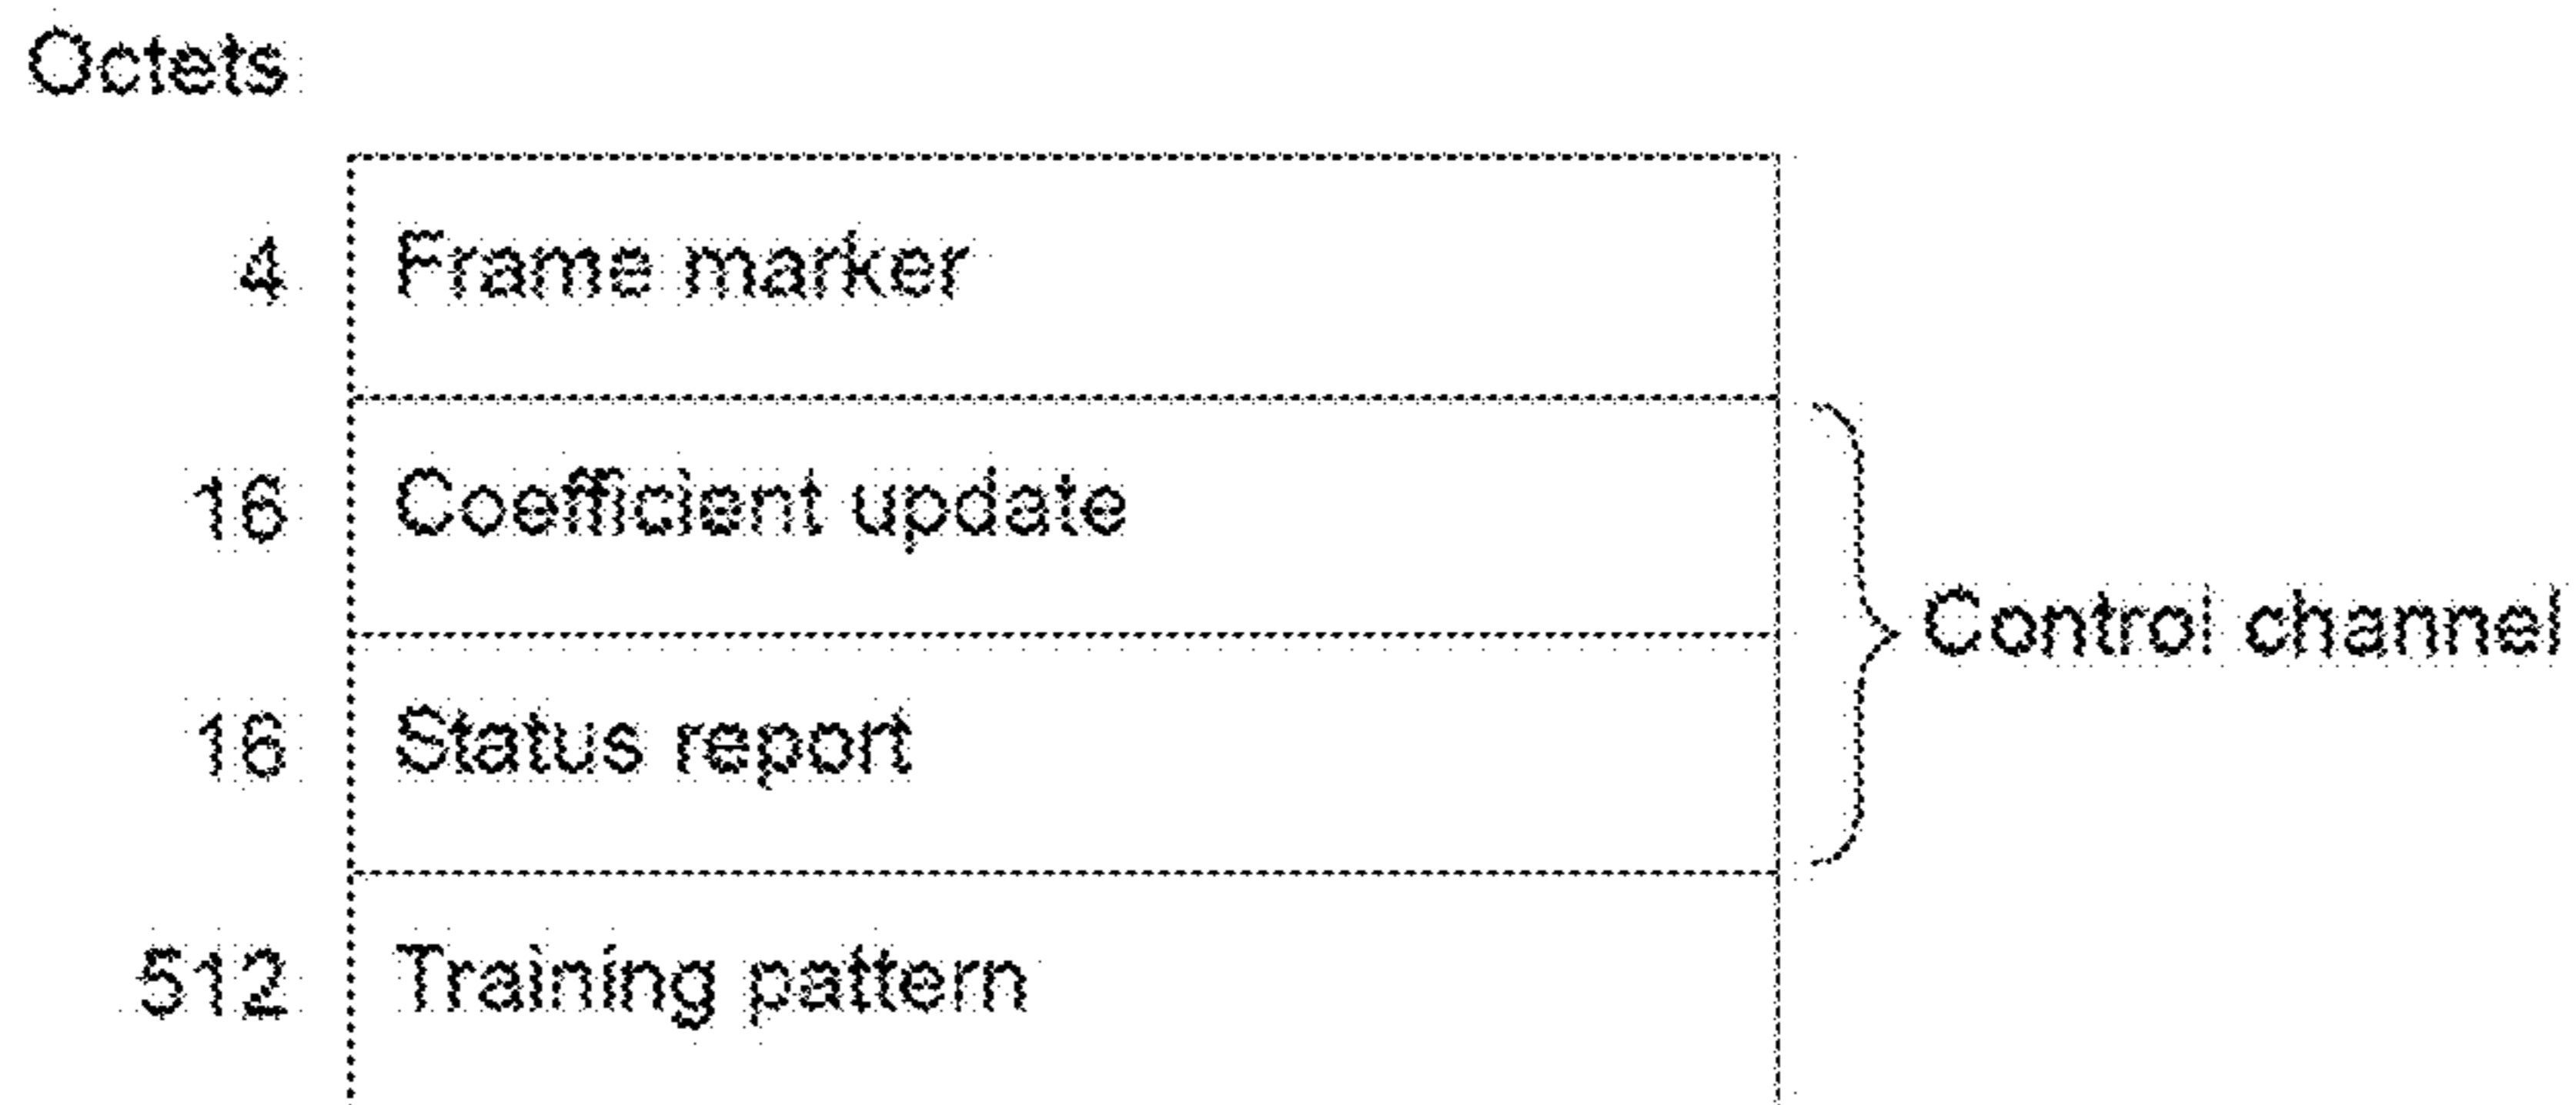 Octets
4 Frame marker
16 Coefficient update
Control channel
16 Status report
512 Training pattern